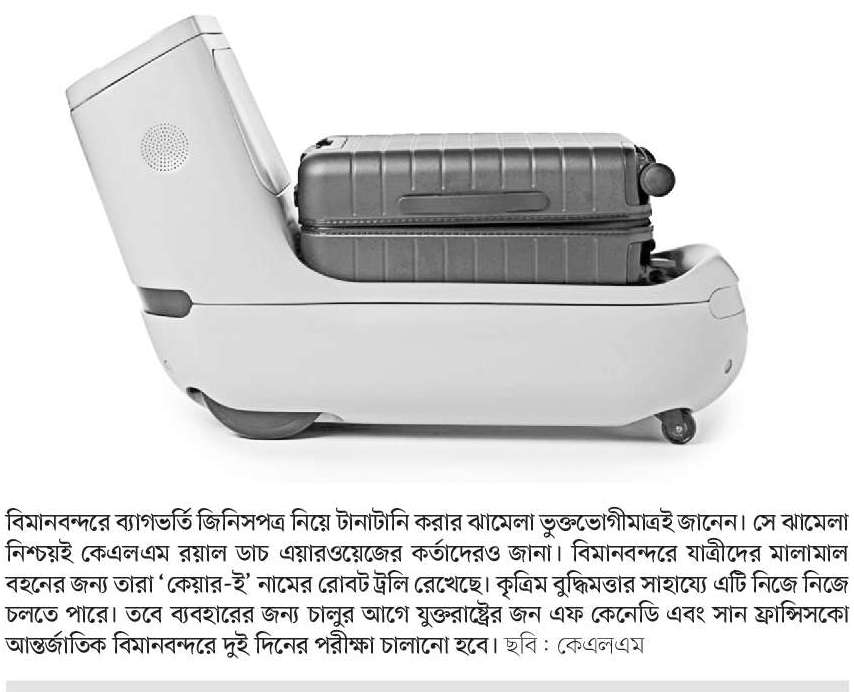 বিমানবন্দরে ব্যাগভর্তি জিনিসপত্র নিয়ে টানাটানি করার ঝামেলা ভুক্তভোগীমাত্রই জানেন। সে ঝামেলা
নিশ্চয়ই কেএলএম রয়াল ডাচ এয়ারওয়েজের কর্তাদেরও জানা। বিমানবন্দরে যাত্রীদের মালামাল
বহনের জন্য তারা ‘কেয়ার-ই’ নামের রোবট ট্রলি রেখেছে। কৃত্রিম বুদ্ধিমত্তার সাহায্যে এটি নিজে নিজে
চলতে পারে। তবে ব্যবহারের জন্য চালুর আগে যুক্তরাষ্ট্রের জন এফ কেনেডি এবং সান ফ্রান্সিসকো
আন্তর্জাতিক বিমানবন্দরে দুই দিনের পরীক্ষা চালানো হবে। ছবি : কেএলএম